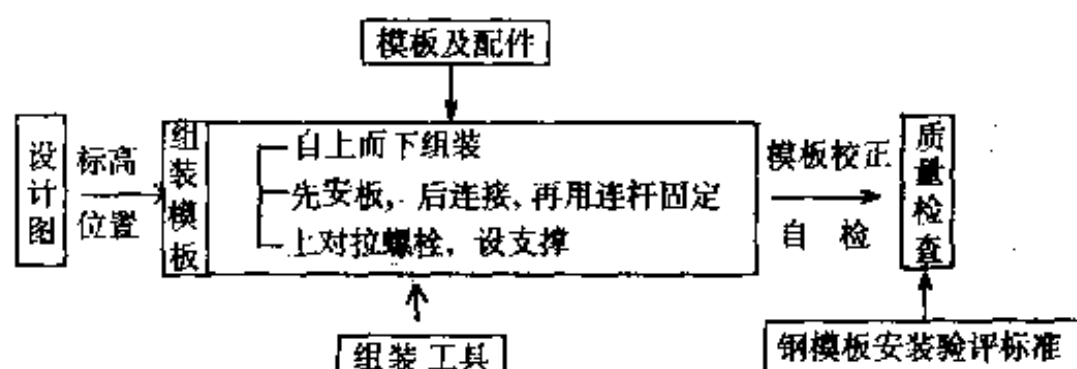 模板及配件
设计图
标高
位置
组装模板
自上而下组装
先安板，后连接、再用连杆固定
上对拉螺栓，设支撑
模板校正
自 检
质量检查
组装工具
钢模板安装验评标准